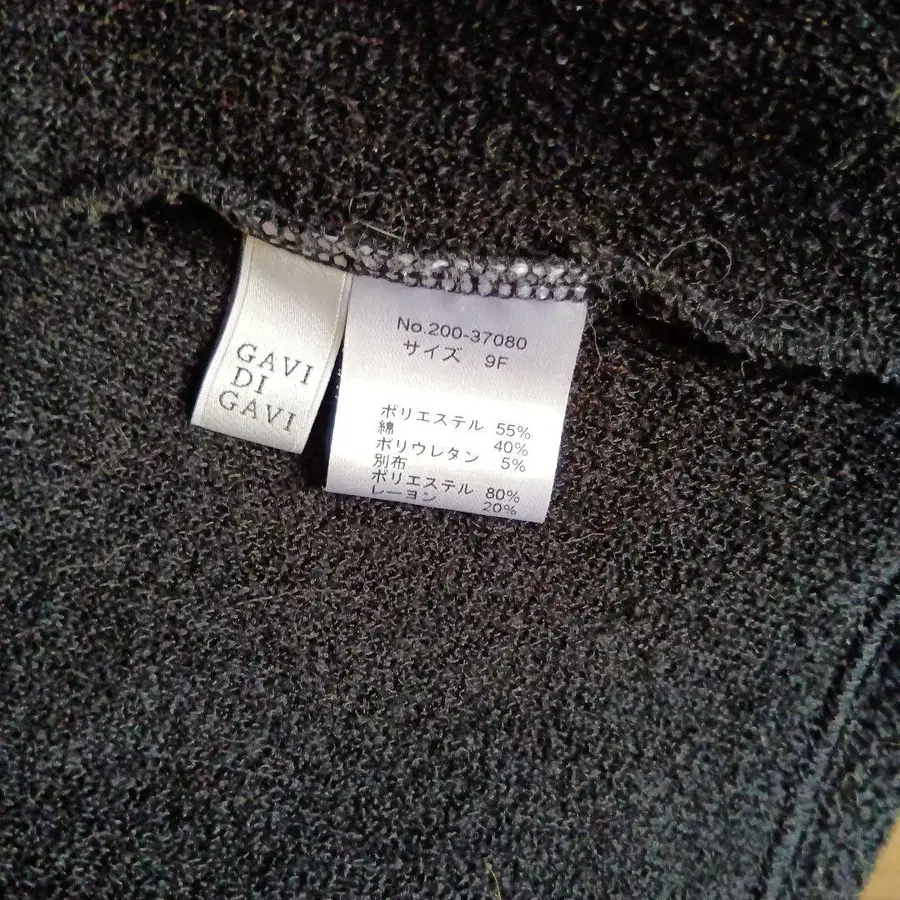 GAVI
DI
GAVI
No.200-37080
サイズ 9F
ポリエステル 55%
綿 40%
ポリウレタン 5%
別布
ポリエステル 80%
レーヨン 20%